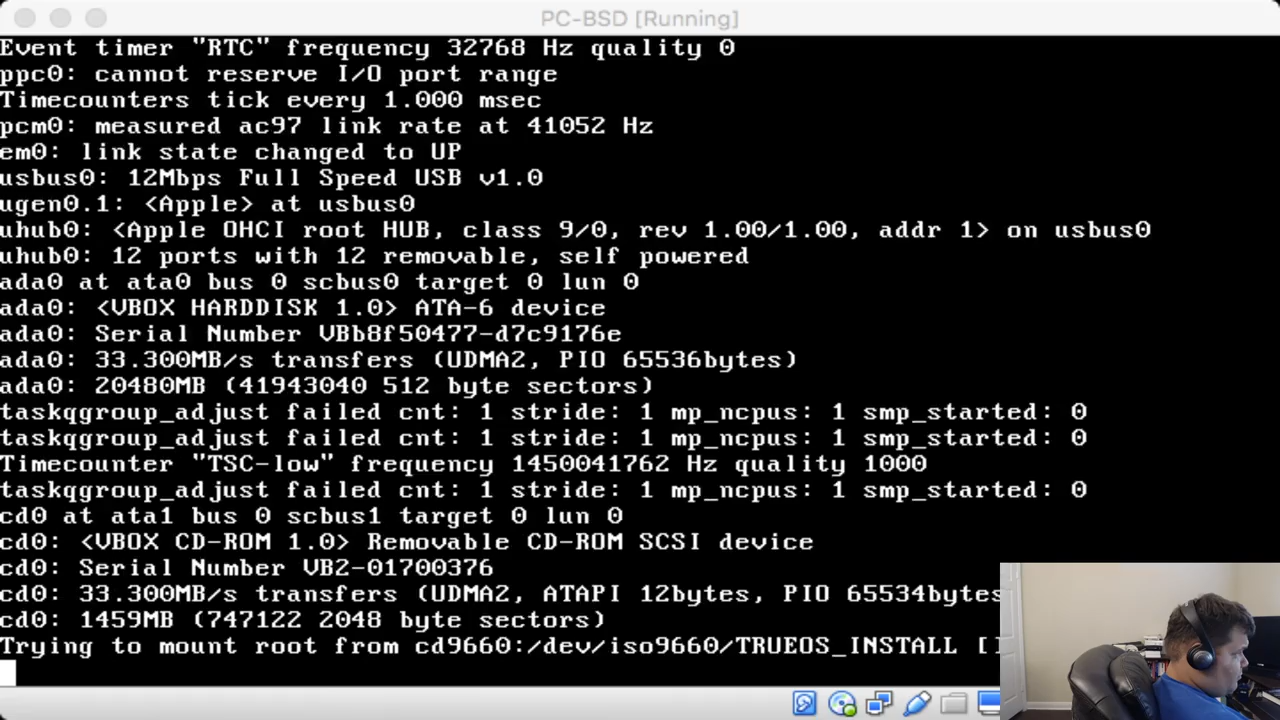 PC-BSD [Running]
Event timer "RTC" frequency 32768 Hz quality 0
ppc0: cannot reserve I/O port range
Timecounters tick every 1.000 msec
pcm0: measured ac97 link rate at 41052 Hz
em0: link state changed to UP
usbus0: 12Mbps Full Speed USB v1.0
ugen0.1: <Apple> at usbus0
uhub0: <Apple OHCI root HUB, class 9/0, rev 1.00/1.00, addr 1> on usbus0
uhub0: 12 ports with 12 removable, self powered
ada0 at ata0 bus 0 scbus0 target 0 lun 0
ada0: <VBOX HARDDISK 1.0> ATA-6 device
ada0: Serial Number VBb8f50477-d7c9176e
ada0: 33.300MB/s transfers (UDMA2, PIO 65536bytes)
ada0: 20480MB (41943040 512 byte sectors)
taskqgroup_adjust failed cnt: 1 stride: 1 mp_ncpus: 1 smp_started: 0
taskqgroup_adjust failed cnt: 1 stride: 1 mp_ncpus: 1 smp_started: 0
Timecounter "TSC-low" frequency 1450041762 Hz quality 1000
taskqgroup_adjust failed cnt: 1 stride: 1 mp_ncpus: 1 smp_started: 0
cd0 at ata1 bus 0 scbus1 target 0 lun 0
cd0: <VBOX CD-ROM 1.0> Removable CD-ROM SCSI device
cd0: Serial Number VB2-01700376
cd0: 33.300MB/s transfers (UDMA2, ATAPI 12bytes, PIO 65534bytes
cd0: 1459MB (747122 2048 byte sectors)
Trying to mount root from cd9660:/dev/iso9660/TRUEOS_INSTALL [